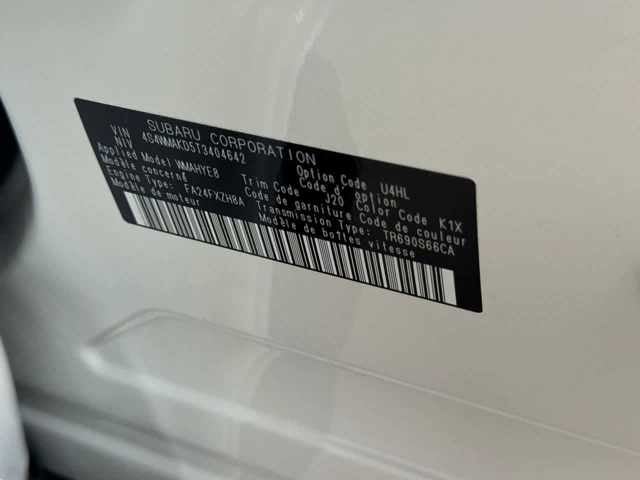 SUBARU CORPORATION
VIN 4S4WMAKD5T3464642
NIV
Applied Model WMAHYE8 Option Code U4HL
Modèle concerné Code d' option
Engine Type: FA24FXZHBA Trim Code J20 Color Code K1X
Modèle de moteur Code de garniture Code de couleur
Transmission Type: TR690S66CA
Modèle de boîtes vitesse